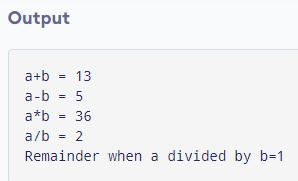 Output
a+b = 13
a-b = 5
a*b = 36
a/b = 2
Remainder when a divided by b=1